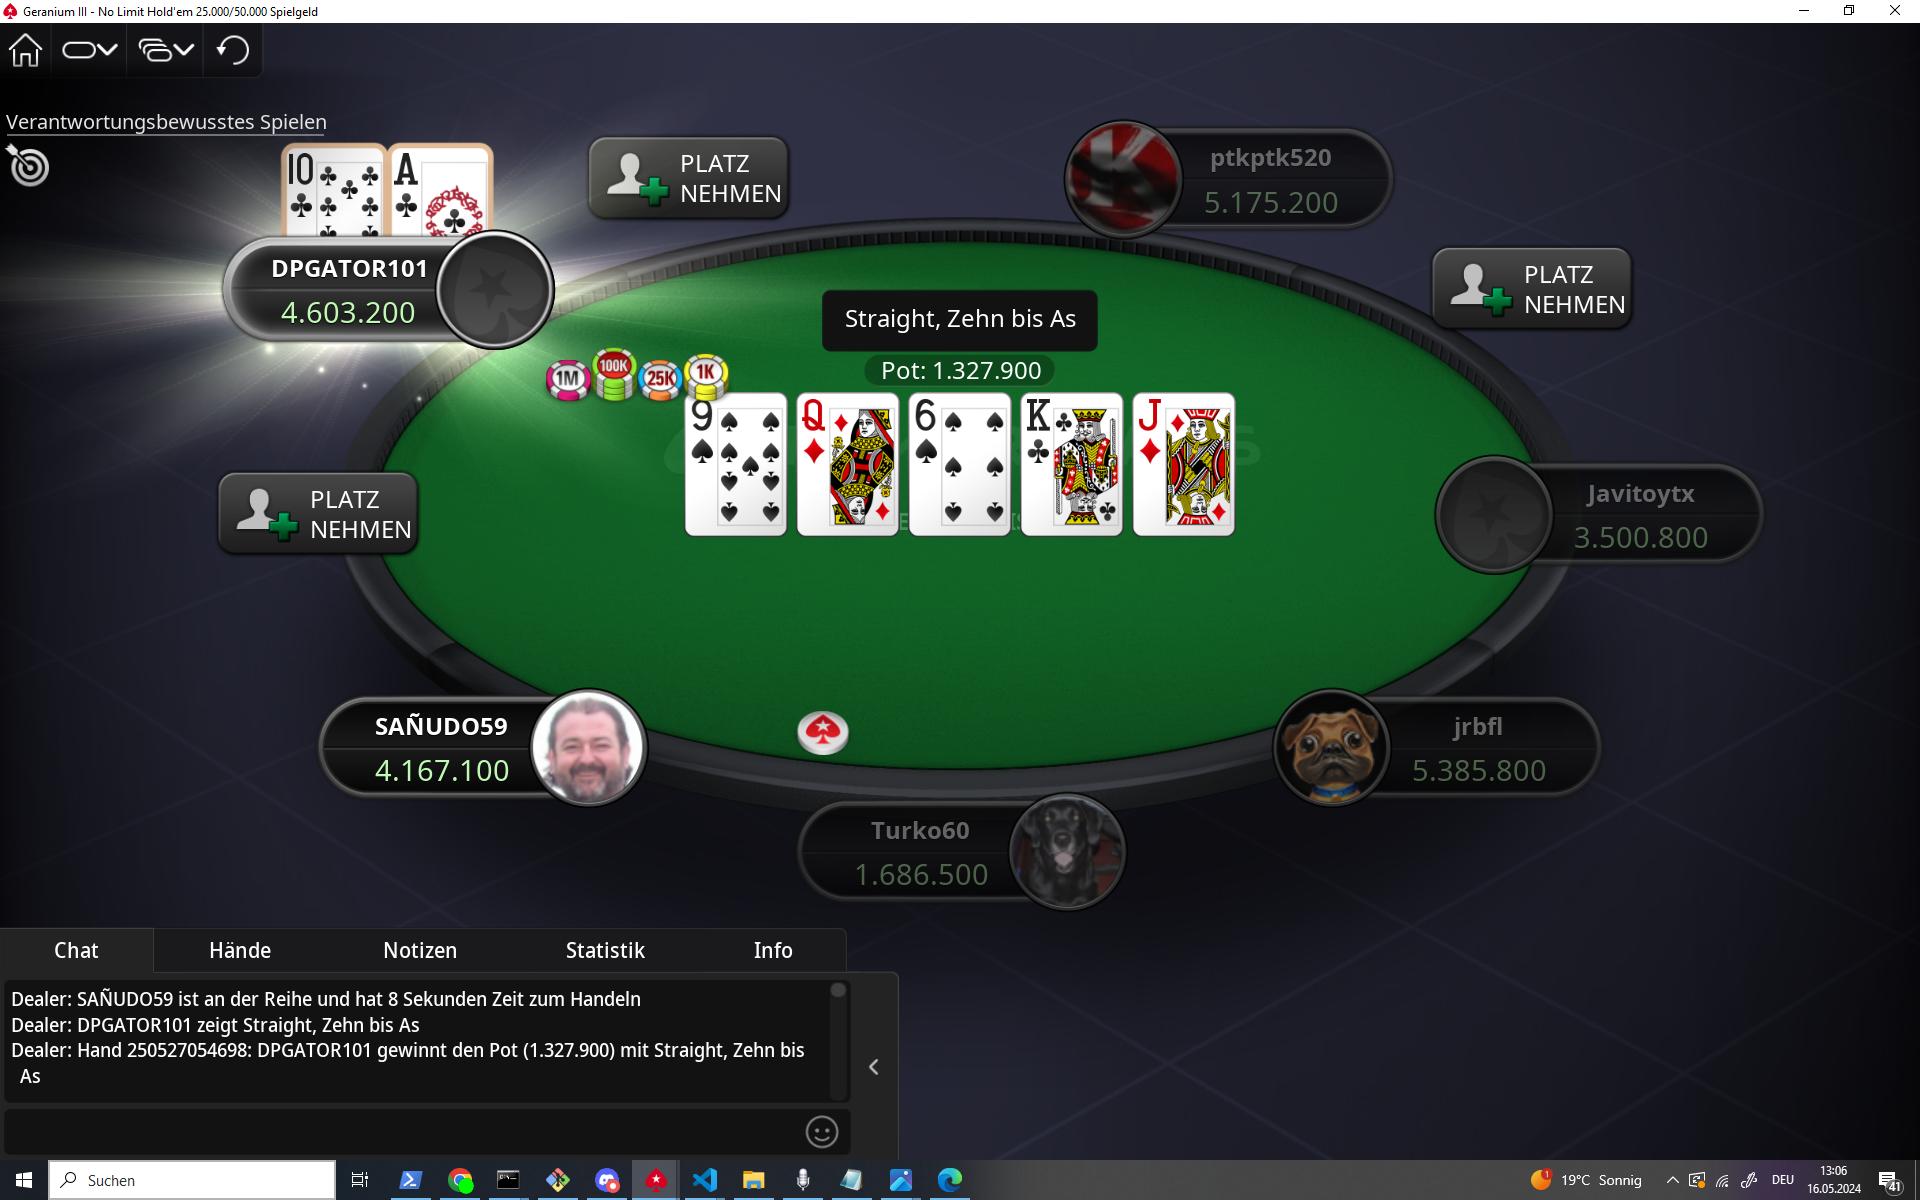 Geranium III - No Limit Hold'em 25.000/50.000 Spielgeld
Verantwortungsbewusstes Spielen
10
A
PLATZ
NEHMEN
ptkptk520
5.175.200
DPGATOR101
4.603.200
PLATZ
NEHMEN
Straight, Zehn bis As
Pot: 1.327.900
1M
100K
25K
1K
9
Q
6
K
J
PLATZ
NEHMEN
Javitoytx
3.500.800
SAÑUDO59
4.167.100
jrbfl
5.385.800
Turko60
1.686.500
Chat
Hände
Notizen
Statistik
Info
Dealer: SAÑUDO59 ist an der Reihe und hat 8 Sekunden Zeit zum Handeln
Dealer: DPGATOR101 zeigt Straight, Zehn bis As
Dealer: Hand 250527054698: DPGATOR101 gewinnt den Pot (1.327.900) mit Straight, Zehn bis
As
Suchen
1
19°C Sonnig
DEU
13:06
16.05.2024
41